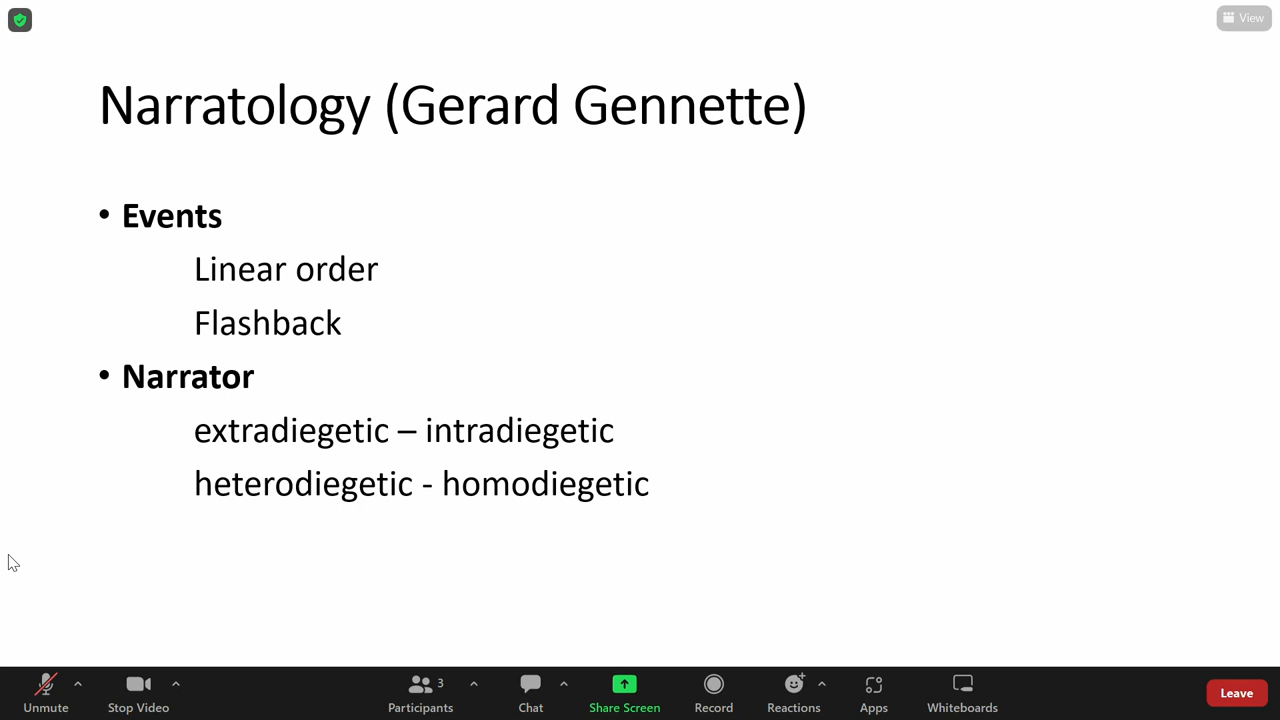 View
Narratology (Gerard Gennette)
• Events
Linear order
Flashback
• Narrator
extradiegetic – intradiegetic
heterodiegetic - homodiegetic
Unmute
Stop Video
Participants 3
Chat
Share Screen
Record
Reactions
Apps
Whiteboards
Leave